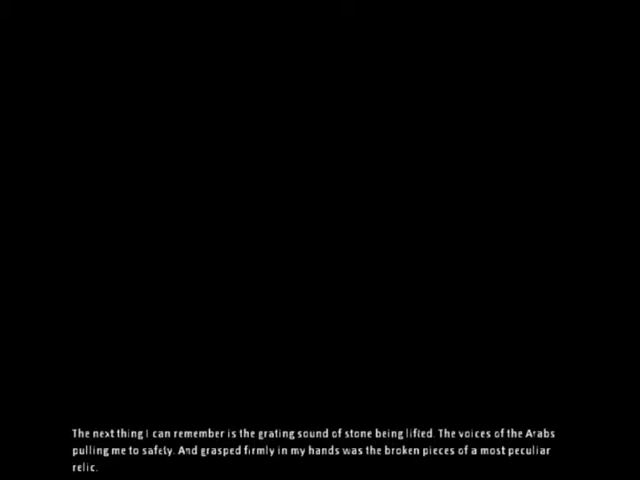 The next thing I can remember is the grating sound of stone being lifted. The voices of the Arabs
pulling me to safety. And grasped firmly in my hands was the broken pieces of a most peculiar
relic.